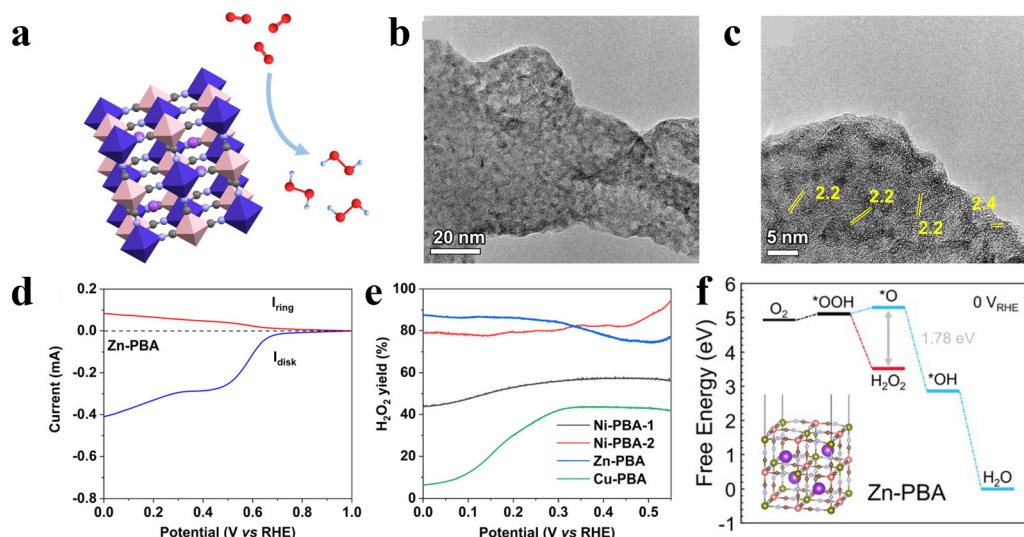 a
b
20 nm
c
2.2
2.2
2.2
2.4
5 nm
d
0.2
0.0
-0.2
-0.4
-0.6
-0.8
Current (mA)
I_ring
Zn-PBA
I_disk
0.0
0.2
0.4
0.6
0.8
1.0
Potential (V vs RHE)
e
100
80
60
40
20
0
H₂O₂ yield (%)
Ni-PBA-1
Ni-PBA-2
Zn-PBA
Cu-PBA
0.0
0.1
0.2
0.3
0.4
0.5
Potential (V vs RHE)
f
6
5
4
3
2
1
0
-1
Free Energy (eV)
O₂
*OOH
*O
0 V_RHE
1.78 eV
H₂O₂
*OH
H₂O
Zn-PBA